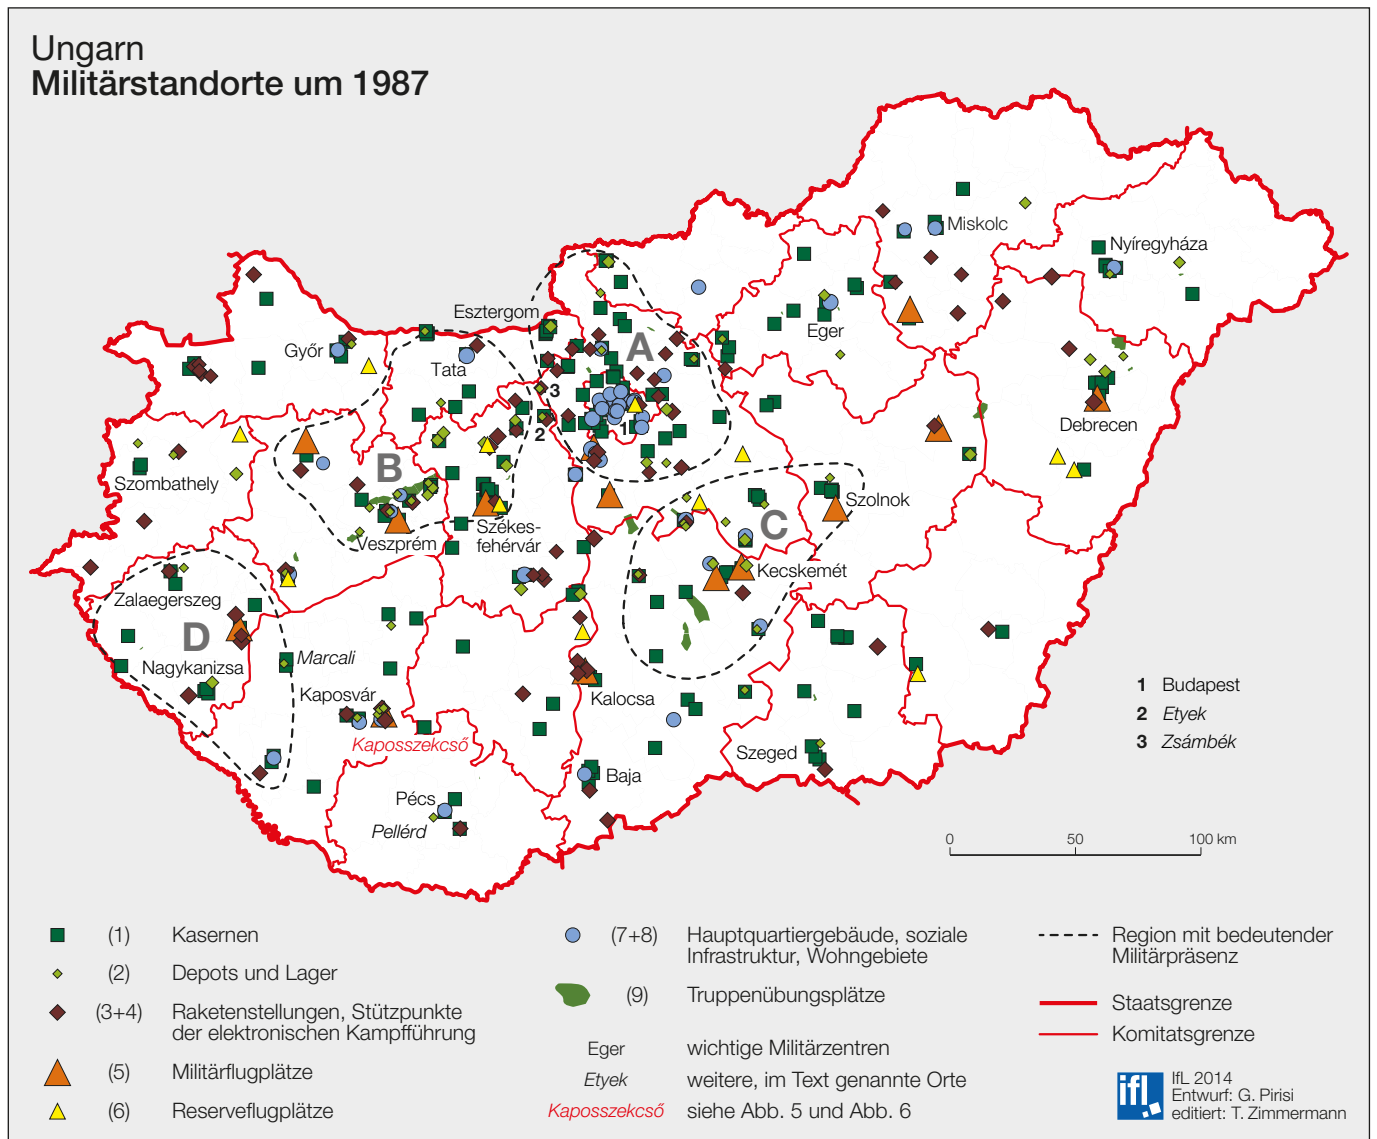 Ungarn
Militärstandorte um 1987
Miskolc
Nyíregyháza
Esztergom
Eger
Győr
A
Tata
3
1
2
Debrecen
B
Szombathely
Szolnok
C
Székes-
fehérvár
Veszprém
Kecskemét
Zalaegerszeg
D
Marcali
Nagykanizsa
Kaposvár
Kalocsa
1 Budapest
2 Etyek
3 Zsámbék
Kaposszekcső
Szeged
Baja
Pécs
Pellérd
0 50 100 km
(1) Kasernen
(2) Depots und Lager
(3+4) Raketenstellungen, Stützpunkte
der elektronischen Kampfführung
(5) Militärflugplätze
(6) Reserveflugplätze
(7+8) Hauptquartiergebäude, soziale
Infrastruktur, Wohngebiete
(9) Truppenübungsplätze
Eger wichtige Militärzentren
Etyek weitere, im Text genannte Orte
Kaposszekcső siehe Abb. 5 und Abb. 6
Region mit bedeutender
Militärpräsenz
Staatsgrenze
Komitatsgrenze
ifl
IfL 2014
Entwurf: G. Pirisi
editiert: T. Zimmermann